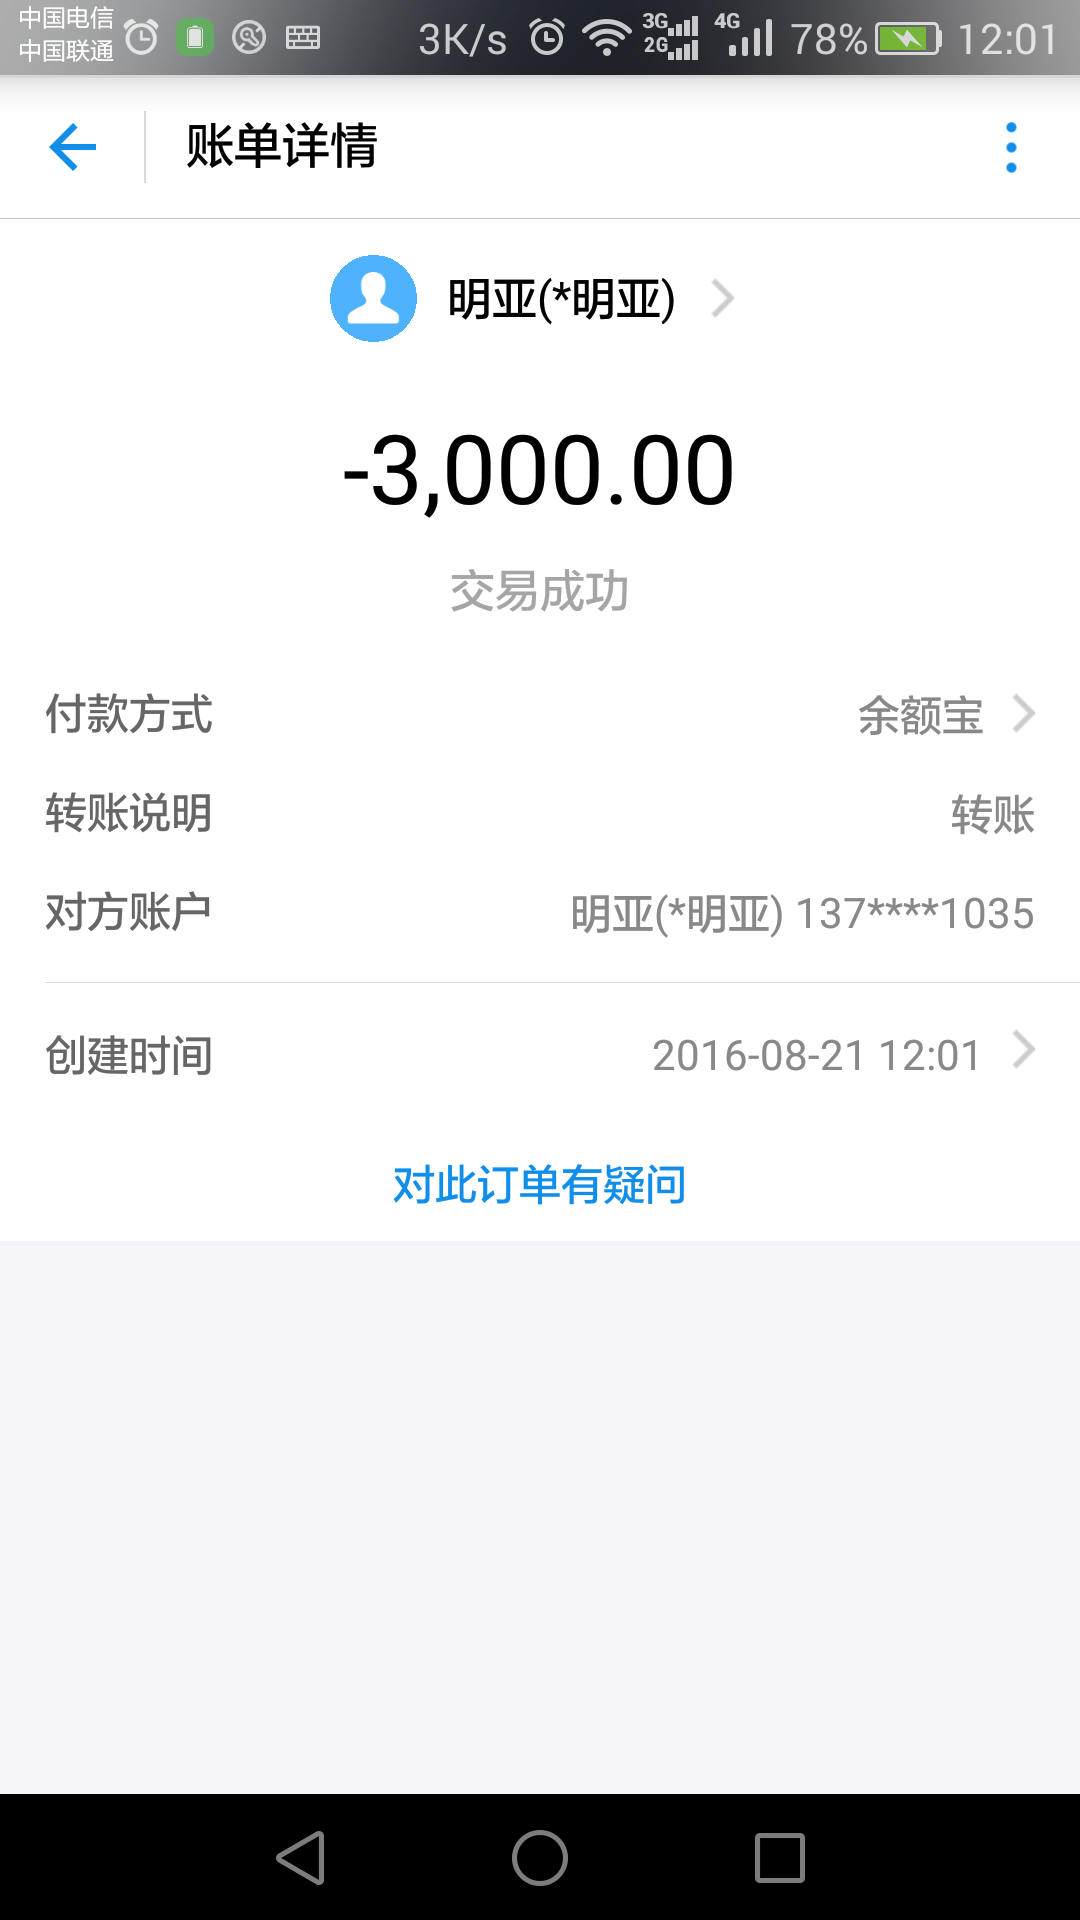 中国电信
中国联通
3K/s 3G 2G 4G 78% 12:01
账单详情
明亚(*明亚)
-3,000.00
交易成功
付款方式 余额宝
转账说明 转账
对方账户 明亚(*明亚) 137****1035
创建时间 2016-08-21 12:01
对此订单有疑问